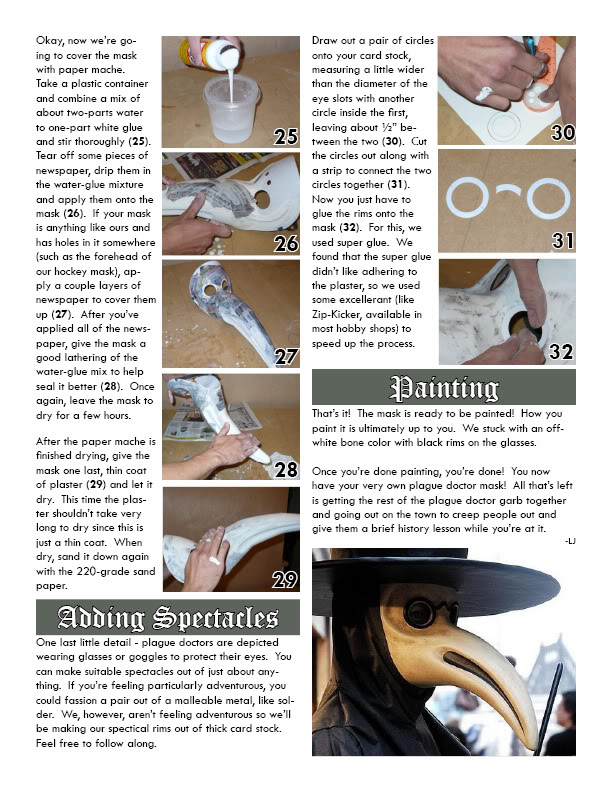 Okay, now we're go-
ing to cover the mask
with paper mache.
Take a plastic container
and combine a mix of
about two-parts water
to one-part white glue
and stir thoroughly (25).
Tear off some pieces of
newspaper, drip them in
the water-glue mixture
and apply them onto the
mask (26).  If your mask
is anything like ours and
has holes in it somewhere
(such as the forehead of
our hockey mask), ap-
ply a couple layers of
newspaper to cover them
up (27).  After you've
applied all of the news-
paper, give the mask a
good lathering of the
water-glue mix to help
seal it better (28).  Once
again, leave the mask to
dry for a few hours.
After the paper mache is
finished drying, give the
mask one last, thin coat
of plaster (29) and let it
dry.  This time the plas-
ter shouldn't take very
long to dry since this is
just a thin coat.  When
dry, sand it down again
with the 220-grade sand
paper.
25
26
27
28
29
Adding Spectacles
One last little detail - plague doctors are depicted
wearing glasses or goggles to protect their eyes.  You
can make suitable spectacles out of just about any-
thing.  If you're feeling particularly adventurous, you
could fassion a pair out of a malleable metal, like sol-
der.  We, however, aren't feeling adventurous so we'll
be making our spectical rims out of thick card stock.
Feel free to follow along.
Draw out a pair of circles
onto your card stock,
measuring a little wider
than the diameter of the
eye slots with another
circle inside the first,
leaving about ½" be-
tween the two (30).  Cut
the circles out along with
a strip to connect the two
circles together (31).
Now you just have to
glue the rims onto the
mask (32).  For this, we
used super glue.  We
found that the super glue
didn't like adhering to
the plaster, so we used
some excellerant (like
Zip-Kicker, available in
most hobby shops) to
speed up the process.
30
31
32
Painting
That's it!  The mask is ready to be painted!  How you
paint it is ultimately up to you.  We stuck with an off-
white bone color with black rims on the glasses.
Once you're done painting, you're done!  You now
have your very own plague doctor mask!  All that's left
is getting the rest of the plague doctor garb together
and going out on the town to creep people out and
give them a brief history lesson while you're at it.
-LJ